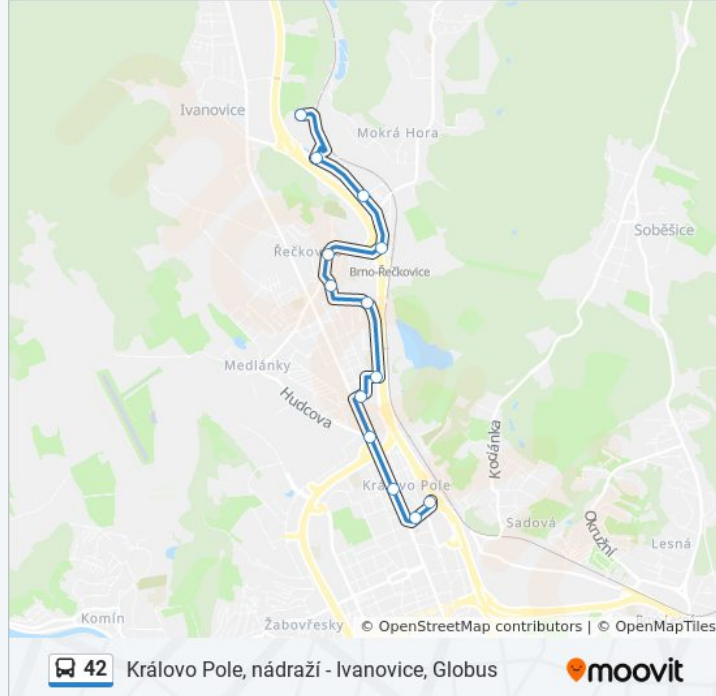 Ivanovice
Mokrá Hora
Soběšice
Řečkov
Brno-Řečkovice
Medlánky
Hudcova
Kociánka
Královo Pole
Sadová
Okružní
Lesná
Komín
Žabovřesky
© OpenStreetMap contributors | © OpenMapTiles
42 Královo Pole, nádraží - Ivanovice, Globus
moovit